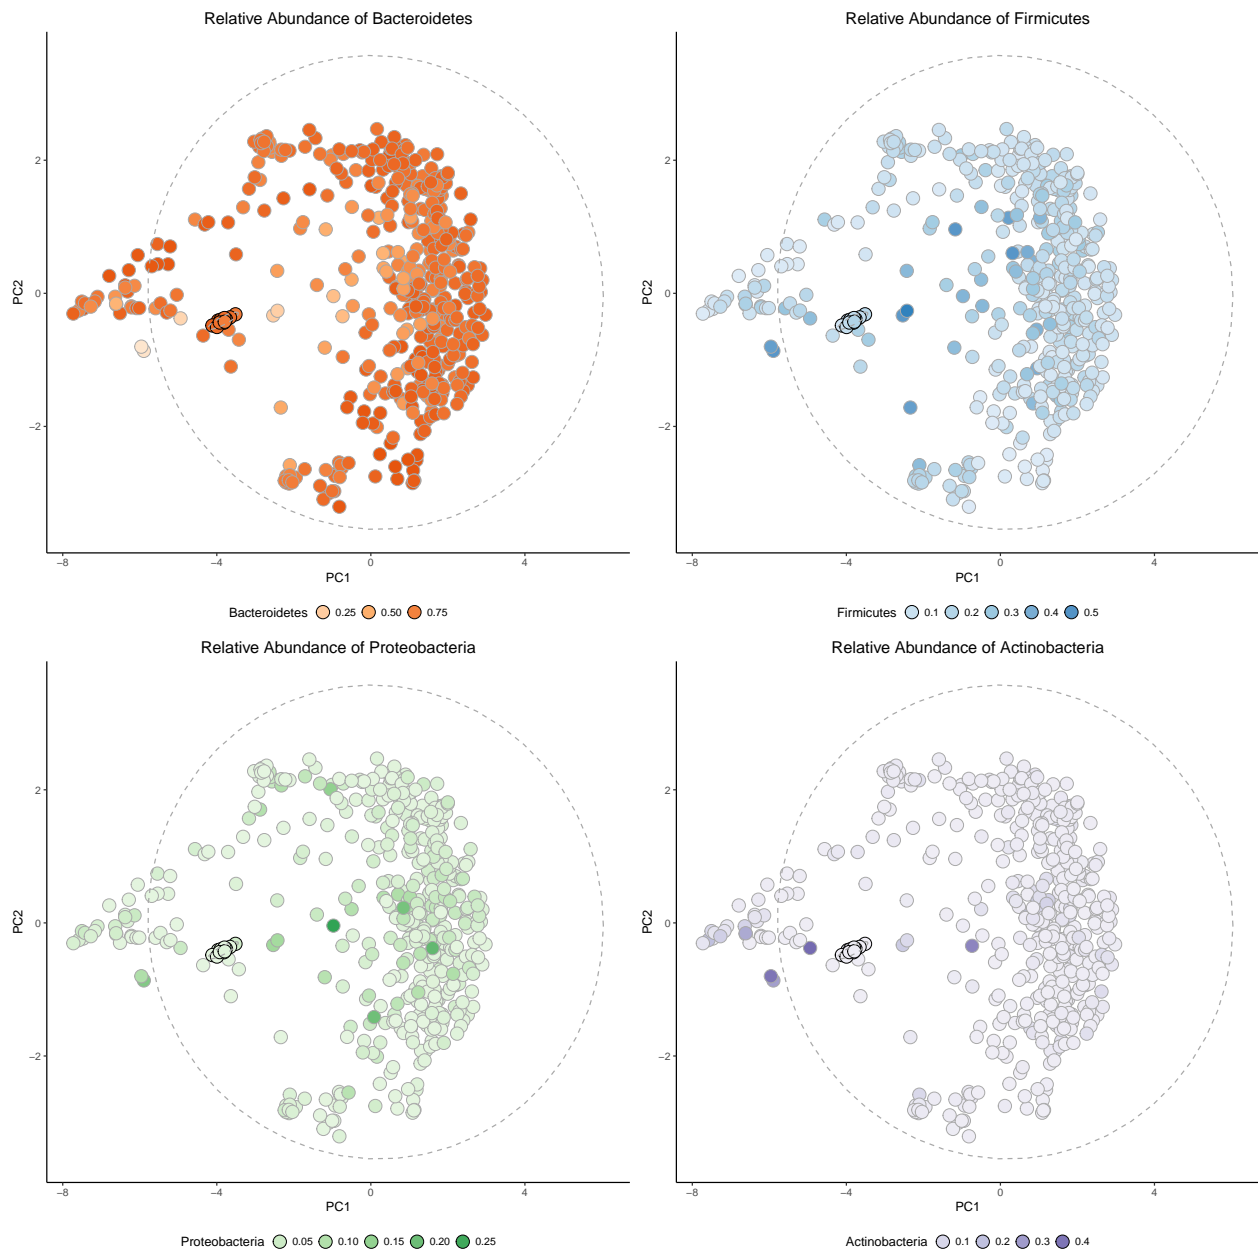 Relative Abundance of Bacteroidetes
PC2
2
0
−2
−8
−4
0
4
PC1
Bacteroidetes 0.25 0.50 0.75
Relative Abundance of Firmicutes
PC2
2
0
−2
−8
−4
0
4
PC1
Firmicutes 0.1 0.2 0.3 0.4 0.5
Relative Abundance of Proteobacteria
PC2
2
0
−2
−8
−4
0
4
PC1
Proteobacteria 0.05 0.10 0.15 0.20 0.25
Relative Abundance of Actinobacteria
PC2
2
0
−2
−8
−4
0
4
PC1
Actinobacteria 0.1 0.2 0.3 0.4